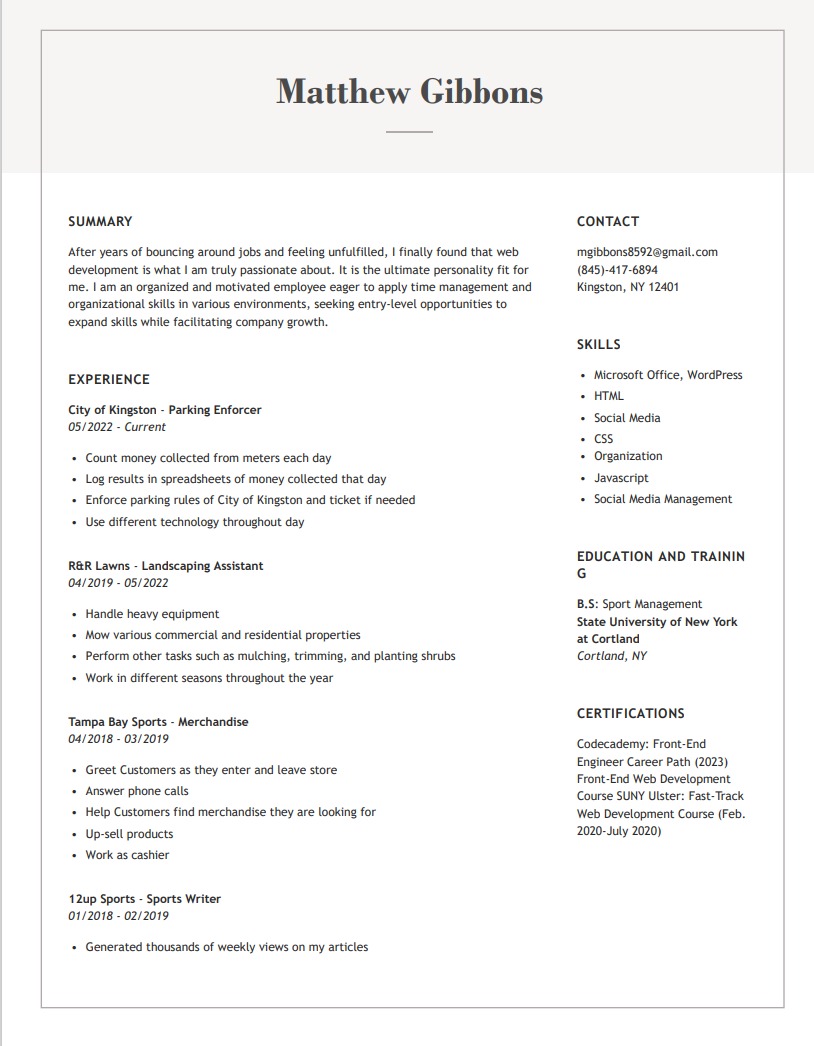 Matthew Gibbons
SUMMARY
After years of bouncing around jobs and feeling unfulfilled, I finally found that web
development is what I am truly passionate about. It is the ultimate personality fit for
me. I am an organized and motivated employee eager to apply time management and
organizational skills in various environments, seeking entry-level opportunities to
expand skills while facilitating company growth.
EXPERIENCE
City of Kingston - Parking Enforcer
05/2022 - Current
• Count money collected from meters each day
• Log results in spreadsheets of money collected that day
• Enforce parking rules of City of Kingston and ticket if needed
• Use different technology throughout day
R&R Lawns - Landscaping Assistant
04/2019 - 05/2022
• Handle heavy equipment
• Mow various commercial and residential properties
• Perform other tasks such as mulching, trimming, and planting shrubs
• Work in different seasons throughout the year
Tampa Bay Sports - Merchandise
04/2018 - 03/2019
• Greet Customers as they enter and leave store
• Answer phone calls
• Help Customers find merchandise they are looking for
• Up-sell products
• Work as cashier
12up Sports - Sports Writer
01/2018 - 02/2019
• Generated thousands of weekly views on my articles
CONTACT
mgibbons8592@gmail.com
(845)-417-6894
Kingston, NY 12401
SKILLS
• Microsoft Office, WordPress
• HTML
• Social Media
• CSS
• Organization
• Javascript
• Social Media Management
EDUCATION AND TRAININ
G
B.S: Sport Management
State University of New York
at Cortland
Cortland, NY
CERTIFICATIONS
Codecademy: Front-End
Engineer Career Path (2023)
Front-End Web Development
Course SUNY Ulster: Fast-Track
Web Development Course (Feb.
2020-July 2020)